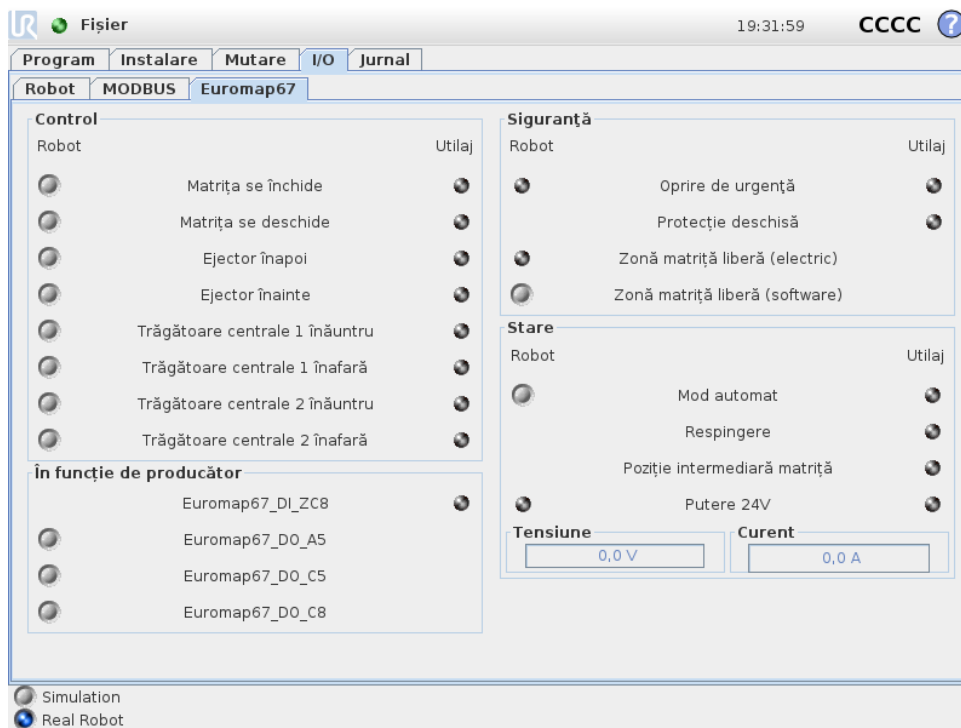 UR Fișier 19:31:59 CCCC ?
Program Instalare Mutare I/O Jurnal
Robot MODBUS Euromap67
Control
Robot Utilaj
Matrița se închide
Matrița se deschide
Ejector înapoi
Ejector înainte
Trăgătoare centrale 1 înăuntru
Trăgătoare centrale 1 înafară
Trăgătoare centrale 2 înăuntru
Trăgătoare centrale 2 înafară
În funcție de producător
Euromap67_DI_ZC8
Euromap67_DO_A5
Euromap67_DO_C5
Euromap67_DO_C8
Siguranţă
Robot Utilaj
Oprire de urgenţă
Protecție deschisă
Zonă matriță liberă (electric)
Zonă matriță liberă (software)
Stare
Robot Utilaj
Mod automat
Respingere
Poziție intermediară matriță
Putere 24V
Tensiune Curent
0,0 V 0,0 A
Simulation
Real Robot